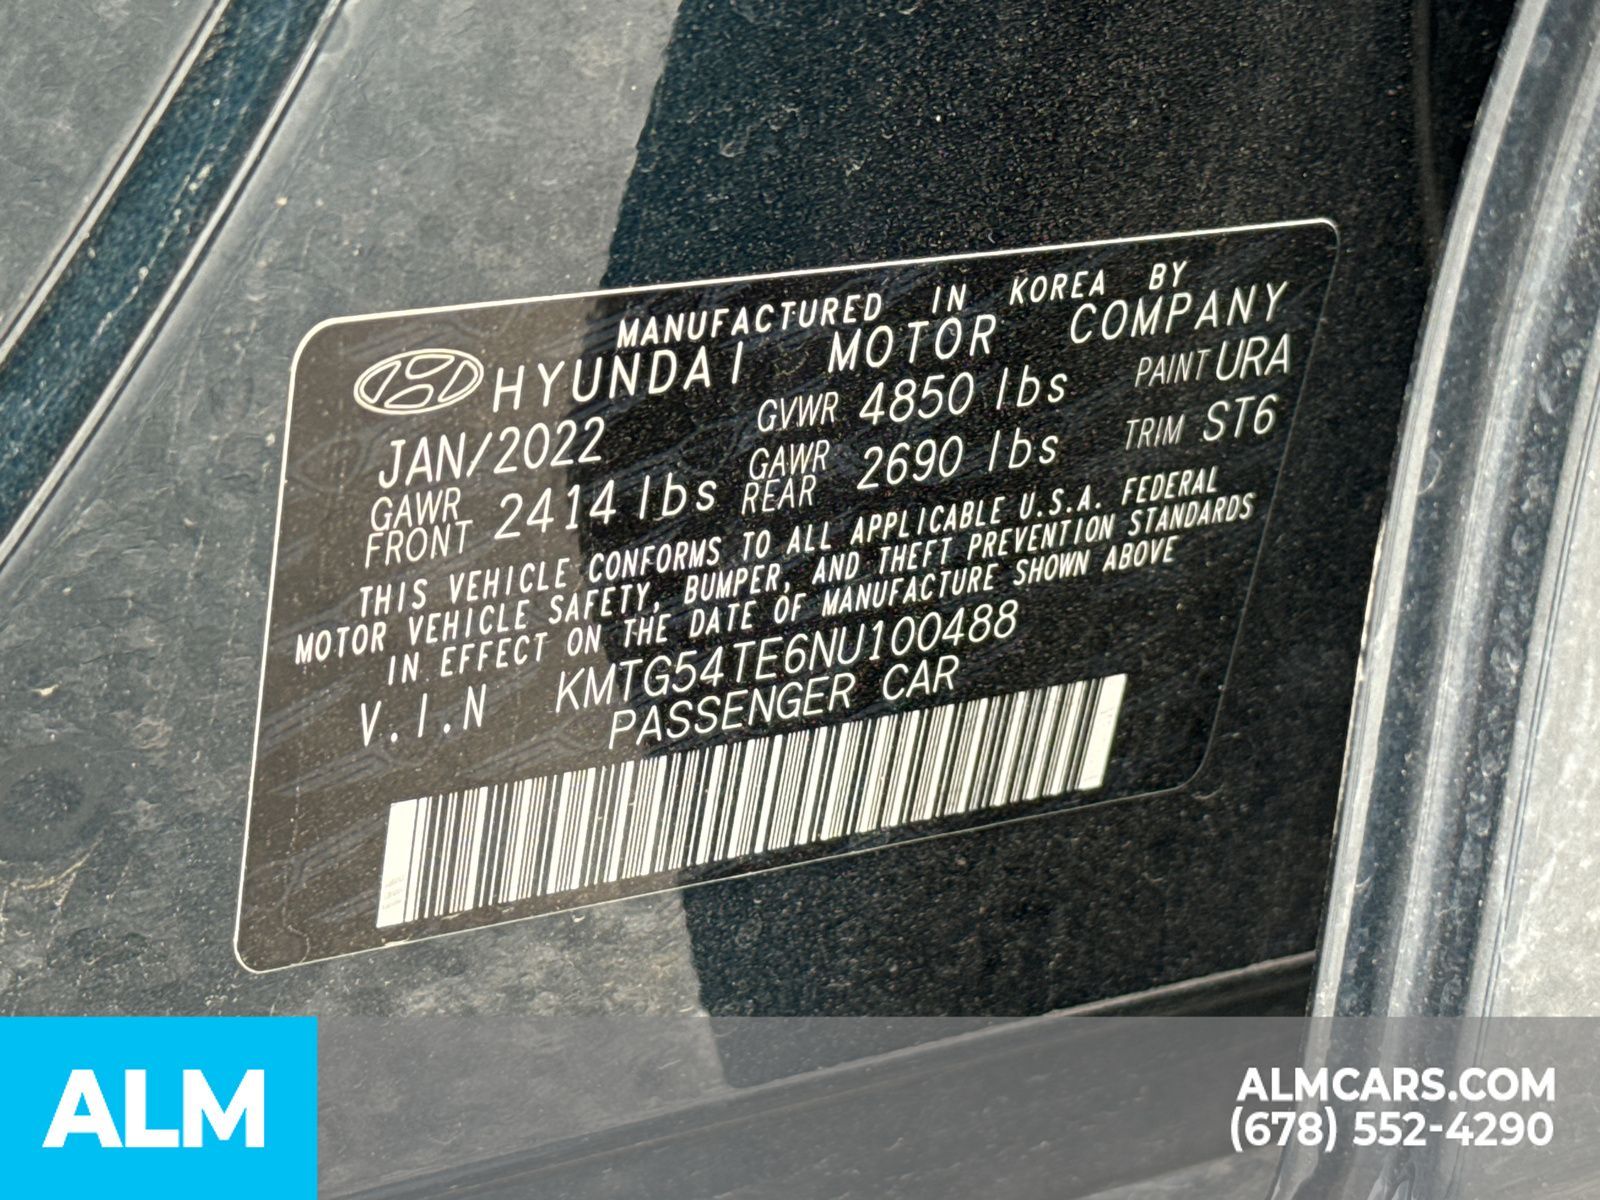 MANUFACTURED IN KOREA BY
HYUNDAI MOTOR COMPANY
JAN/2022 GVWR 4850 lbs PAINT URA
GAWR FRONT 2414 lbs GAWR REAR 2690 lbs TRIM ST6
THIS VEHICLE CONFORMS TO ALL APPLICABLE U.S.A. FEDERAL
MOTOR VEHICLE SAFETY, BUMPER, AND THEFT PREVENTION STANDARDS
IN EFFECT ON THE DATE OF MANUFACTURE SHOWN ABOVE
V.I.N KMTG54TE6NU100488
PASSENGER CAR
ALM
ALMCARS.COM
(678) 552-4290